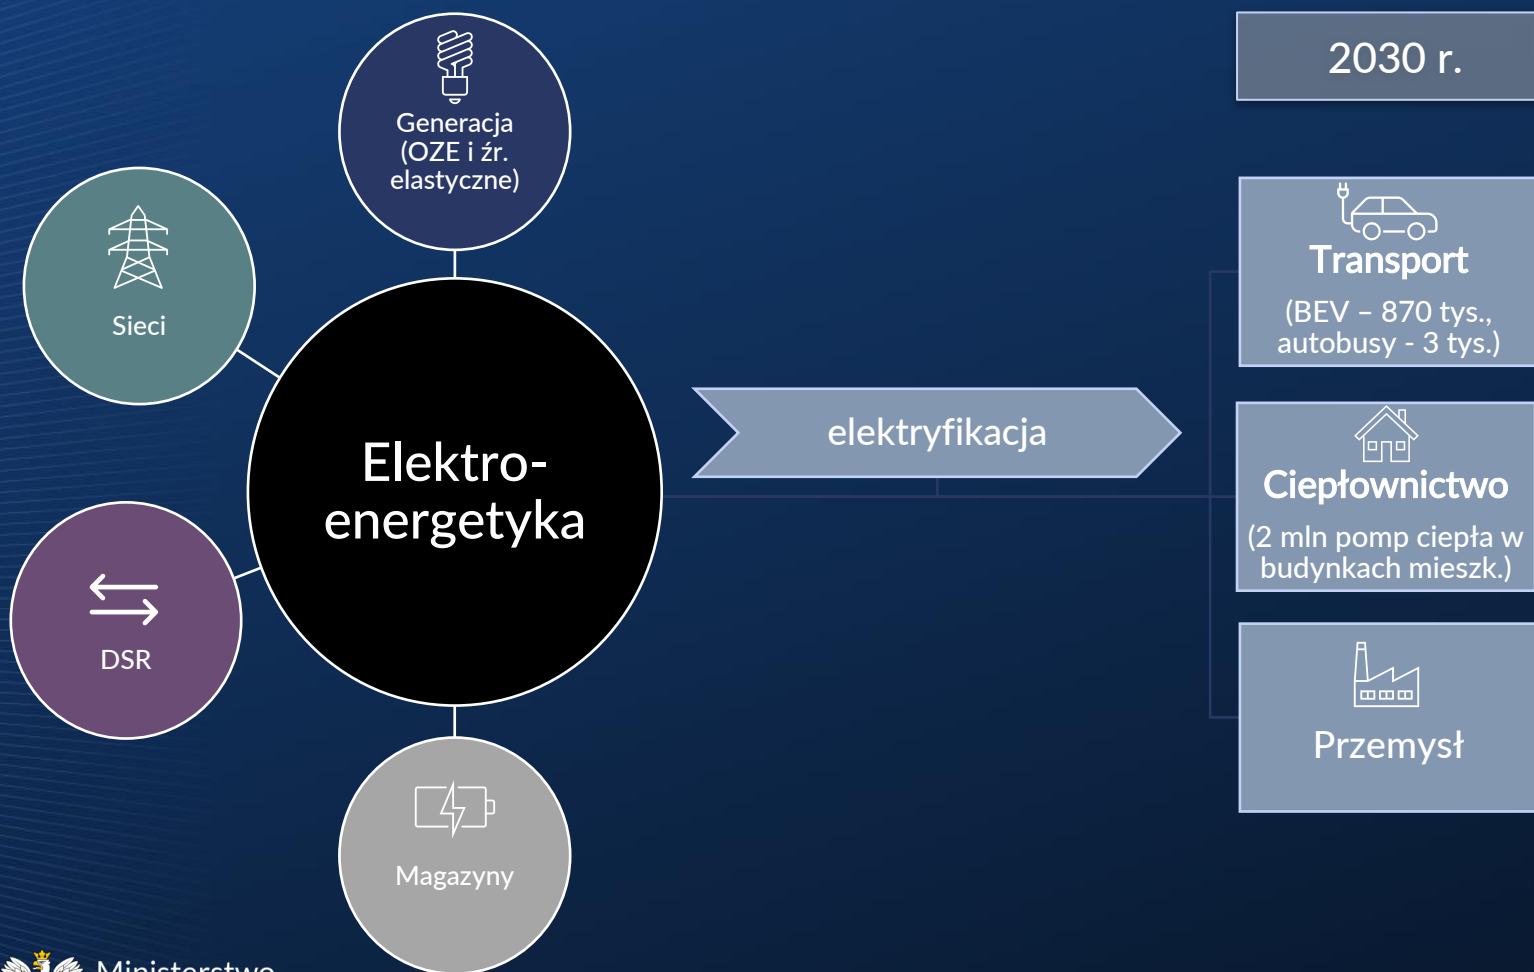 2030 r.
Generacja
(OZE i źr.
elastyczne)
Sieci
DSR
Magazyny
Elektro-
energetyka
elektryfikacja
Transport
(BEV – 870 tys.,
autobusy - 3 tys.)
Ciepłownictwo
(2 mln pomp ciepła w
budynkach mieszk.)
Przemysł
Ministerstwo